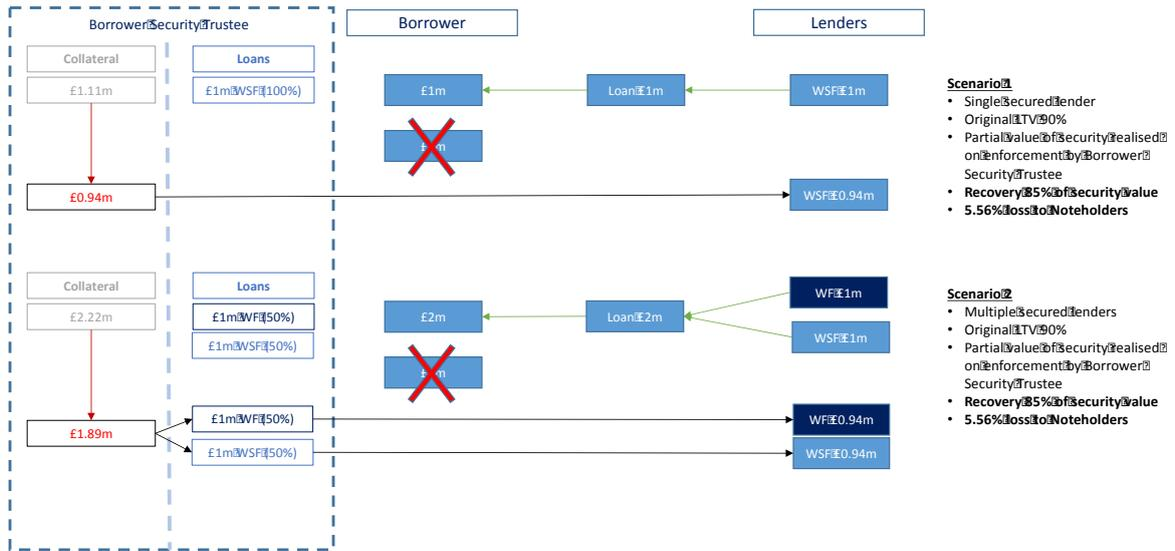 Borrower Security Trustee
Borrower
Lenders
Collateral
Loans
£1.11m
£1m WSF (100%)
£1m
Loan £1m
WSF £1m
£0.94m
WSF £0.94m
Scenario 1
• Single secured lender
• Original LTV 90%
• Partial value of security realised
on enforcement by Borrower
Security Trustee
• Recovery 85% of security value
• 5.56% loss to Noteholders
Collateral
Loans
£2.22m
£1m WF (50%)
£1m WSF (50%)
£2m
Loan £2m
WF £1m
WSF £1m
£1.89m
£1m WF (50%)
£1m WSF (50%)
WF £0.94m
WSF £0.94m
Scenario 2
• Multiple secured lenders
• Original LTV 90%
• Partial value of security realised
on enforcement by Borrower
Security Trustee
• Recovery 85% of security value
• 5.56% loss to Noteholders